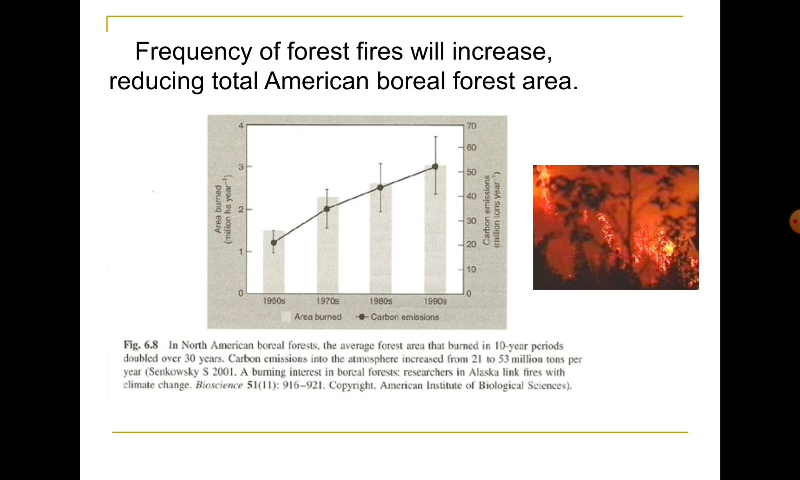 Frequency of forest fires will increase,
reducing total American boreal forest area.
4
3
2
1
0
Area burned
(million ha year⁻¹)
70
60
50
40
30
20
10
0
Carbon emissions
(million tons year⁻¹)
1960s 1970s 1980s 1990s
Area burned Carbon emissions
Fig. 6.8 In North American boreal forests, the average forest area that burned in 10-year periods
doubled over 30 years. Carbon emissions into the atmosphere increased from 21 to 53 million tons per
year (Senkowsky S 2001. A burning interest in boreal forests: researchers in Alaska link fires with
climate change. Bioscience 51(11): 916–921. Copyright, American Institute of Biological Sciences).